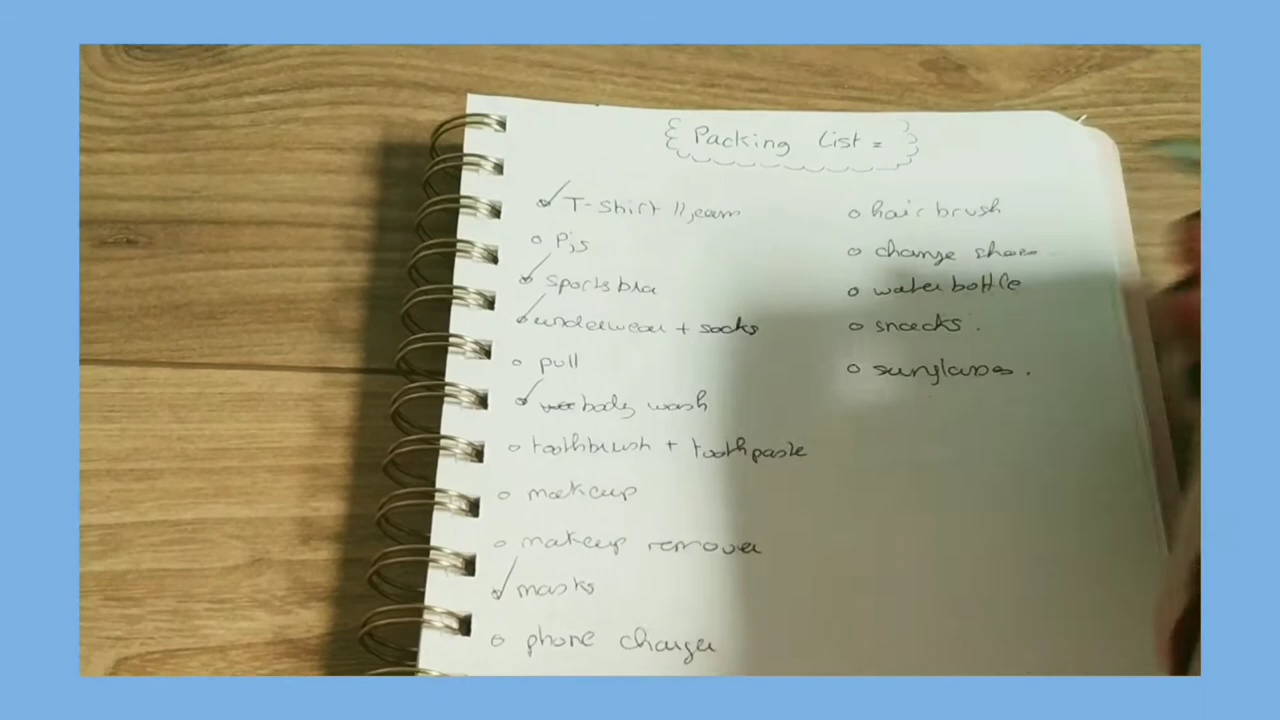 Packing List =
T-shirt // jeans
Pjs
sports bra
underwear + socks
pull
body wash
toothbrush + toothpaste
makeup
makeup remover
masks
phone charger
hair brush
change shoes
water bottle
snacks.
sunglasses.